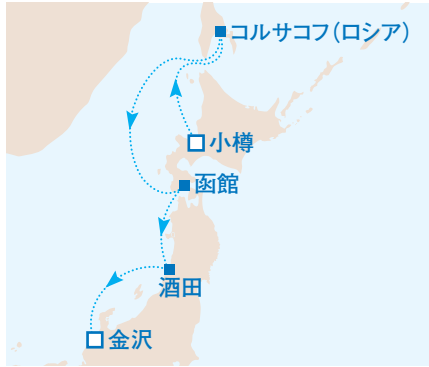 コルサコフ（ロシア）
小樽
函館
酒田
金沢